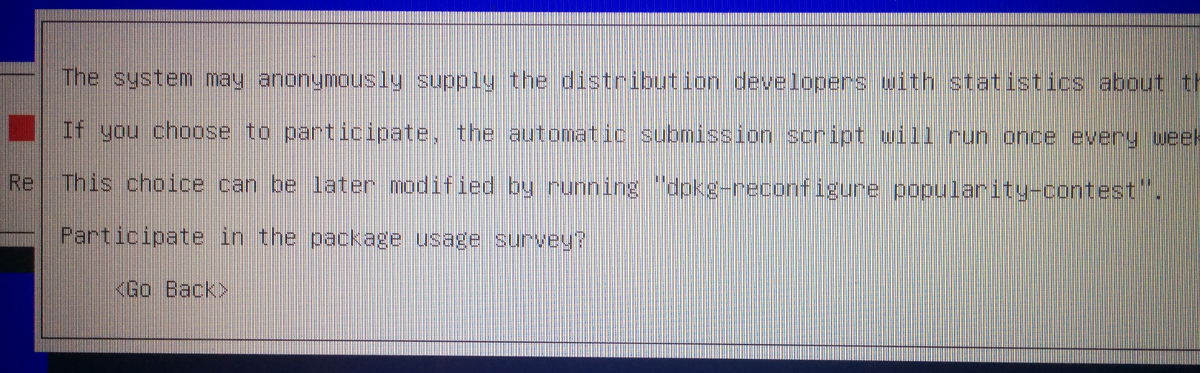 The system may anonymously supply the distribution developers with statistics about th
If you choose to participate, the automatic submission script will run once every week
Re
This choice can be later modified by running "dpkg-reconfigure popularity-contest".
Participate in the package usage survey?
<Go Back>